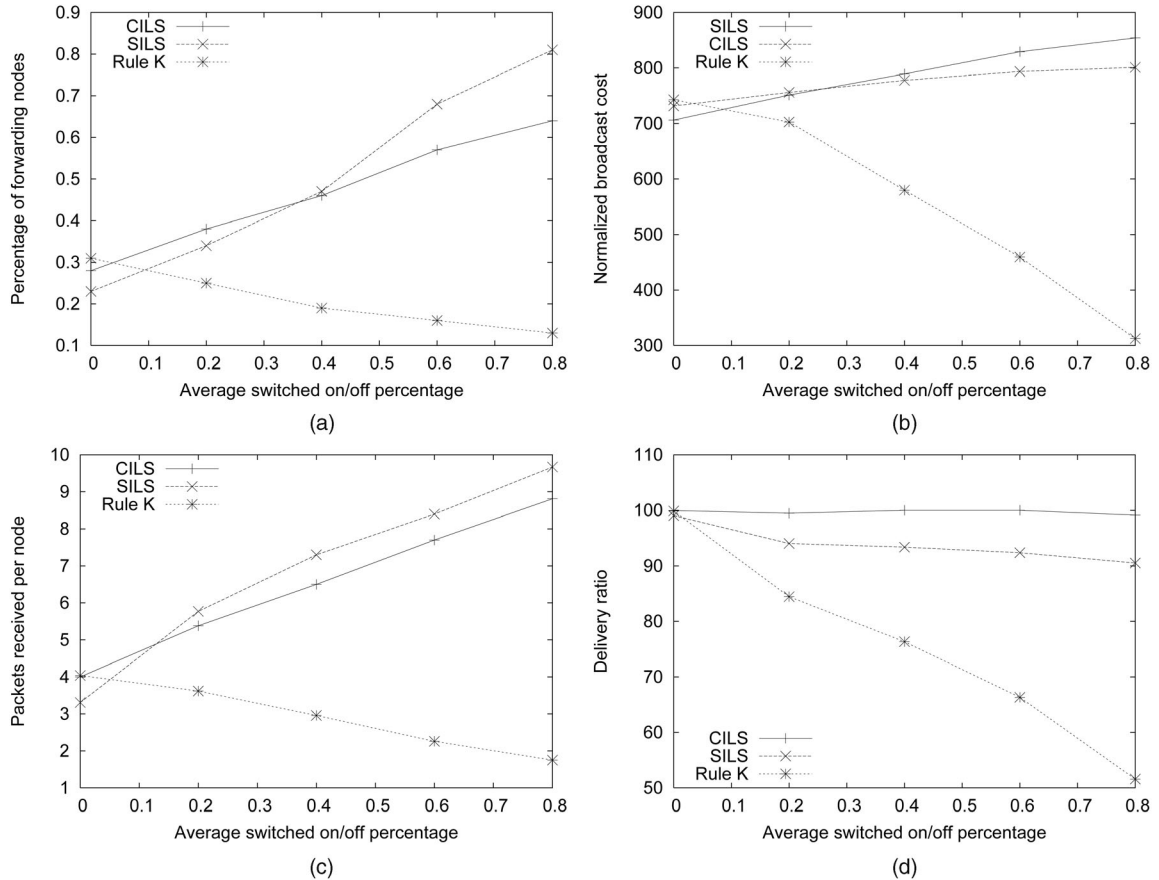 Percentage of forwarding nodes
0.9
0.8
0.7
0.6
0.5
0.4
0.3
0.2
0.1
CILS
SILS
Rule K
0 0.1 0.2 0.3 0.4 0.5 0.6 0.7 0.8
Average switched on/off percentage
(a)
Normalized broadcast cost
900
800
700
600
500
400
300
SILS
CILS
Rule K
0 0.1 0.2 0.3 0.4 0.5 0.6 0.7 0.8
Average switched on/off percentage
(b)
Packets received per node
10
9
8
7
6
5
4
3
2
1
CILS
SILS
Rule K
0 0.1 0.2 0.3 0.4 0.5 0.6 0.7 0.8
Average switched on/off percentage
(c)
Delivery ratio
110
100
90
80
70
60
50
CILS
SILS
Rule K
0 0.1 0.2 0.3 0.4 0.5 0.6 0.7 0.8
Average switched on/off percentage
(d)